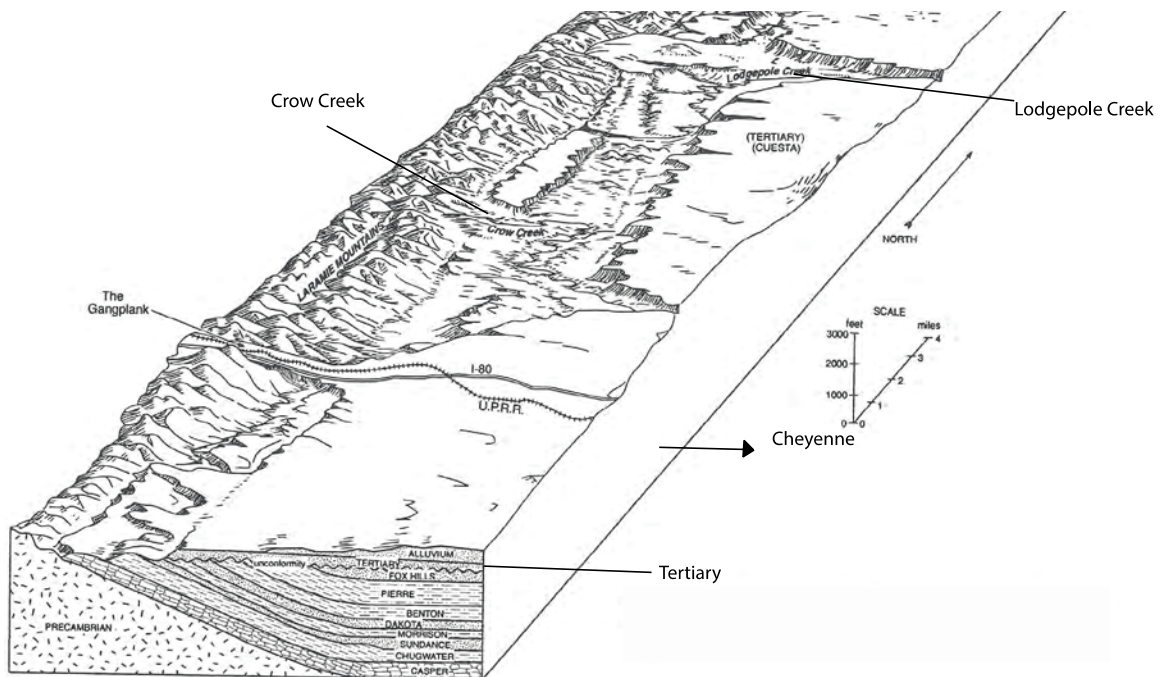 Lodgepole Creek
Crow Creek
Lodgepole Creek
(TERTIARY)
(CUESTA)
Crow Creek
NORTH
LARAMIE MOUNTAINS
The
Gangplank
SCALE
feet
miles
3000
4
2000
3
1000
2
0
1
0
I-80
U.P.R.R.
Cheyenne
ALLUVIUM
unconformity
TERTIARY
FOX HILLS
Tertiary
PIERRE
BENTON
PRECAMBRIAN
DAKOTA
MORRISON
SUNDANCE
CHUGWATER
CASPER